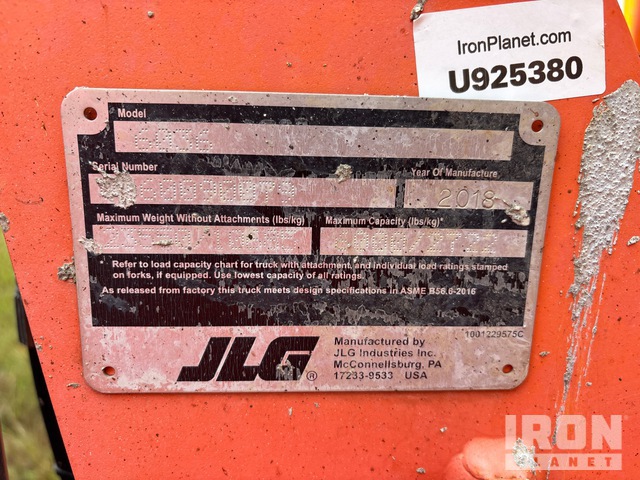 IronPlanet.com
U925380
Model
6036
Serial Number
Year Of Manufacture
2018
Maximum Weight Without Attachments (lbs/kg)
Maximum Capacity (lbs/kg)*
Refer to load capacity chart for truck with attachment, and individual load ratings stamped
on forks, if equipped. Use lowest capacity of all ratings.
As released from factory this truck meets design specifications in ASME B56.6-2016
1001229575C
JLG®
Manufactured by
JLG Industries Inc.
McConnellsburg, PA
17233-9533 USA
IRON
PLANET